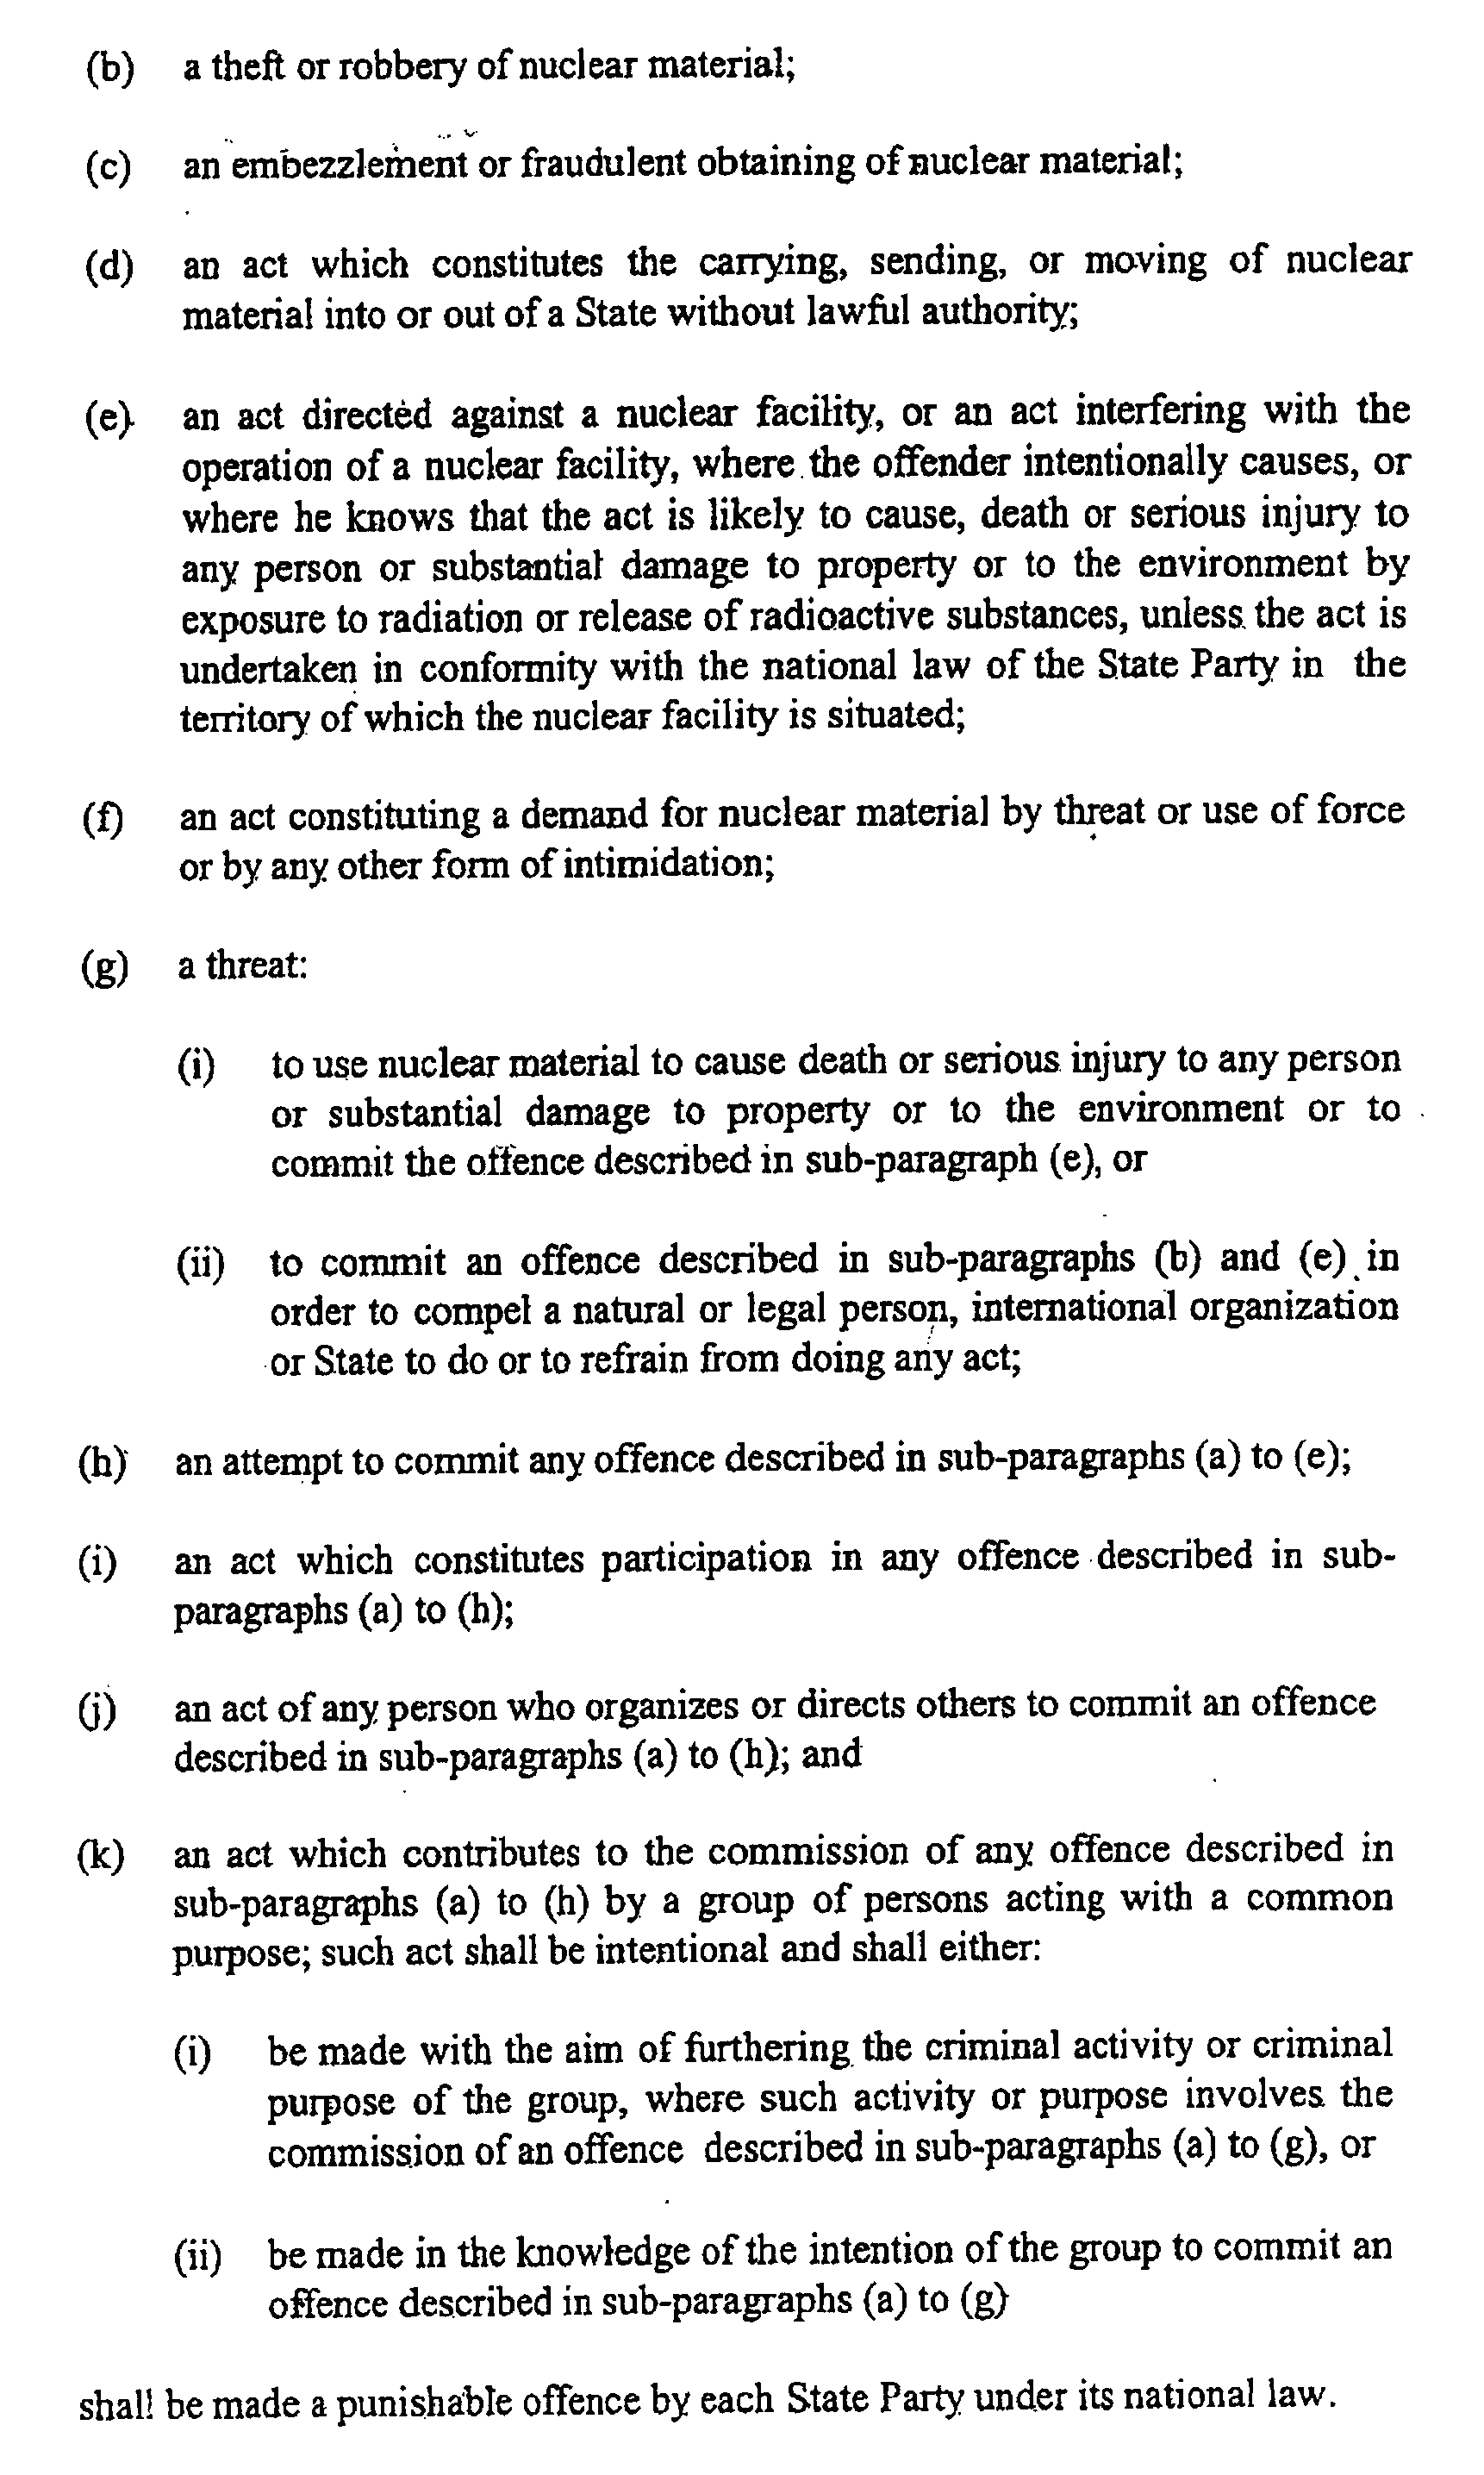 (b) a theft or robbery of nuclear material;
(c) an embezzlement or fraudulent obtaining of nuclear material;
(d) an act which constitutes the carrying, sending, or moving of nuclear
material into or out of a State without lawful authority;
(e) an act directed against a nuclear facility, or an act interfering with the
operation of a nuclear facility, where the offender intentionally causes, or
where he knows that the act is likely to cause, death or serious injury to
any person or substantial damage to property or to the environment by
exposure to radiation or release of radioactive substances, unless the act is
undertaken in conformity with the national law of the State Party in the
territory of which the nuclear facility is situated;
(f) an act constituting a demand for nuclear material by threat or use of force
or by any other form of intimidation;
(g) a threat:
(i) to use nuclear material to cause death or serious injury to any person
or substantial damage to property or to the environment or to
commit the offence described in sub-paragraph (e), or
(ii) to commit an offence described in sub-paragraphs (b) and (e) in
order to compel a natural or legal person, international organization
or State to do or to refrain from doing any act;
(h) an attempt to commit any offence described in sub-paragraphs (a) to (e);
(i) an act which constitutes participation in any offence described in sub-
paragraphs (a) to (h);
(j) an act of any person who organizes or directs others to commit an offence
described in sub-paragraphs (a) to (h); and
(k) an act which contributes to the commission of any offence described in
sub-paragraphs (a) to (h) by a group of persons acting with a common
purpose; such act shall be intentional and shall either:
(i) be made with the aim of furthering the criminal activity or criminal
purpose of the group, where such activity or purpose involves the
commission of an offence described in sub-paragraphs (a) to (g), or
(ii) be made in the knowledge of the intention of the group to commit an
offence described in sub-paragraphs (a) to (g)
shall be made a punishable offence by each State Party under its national law.